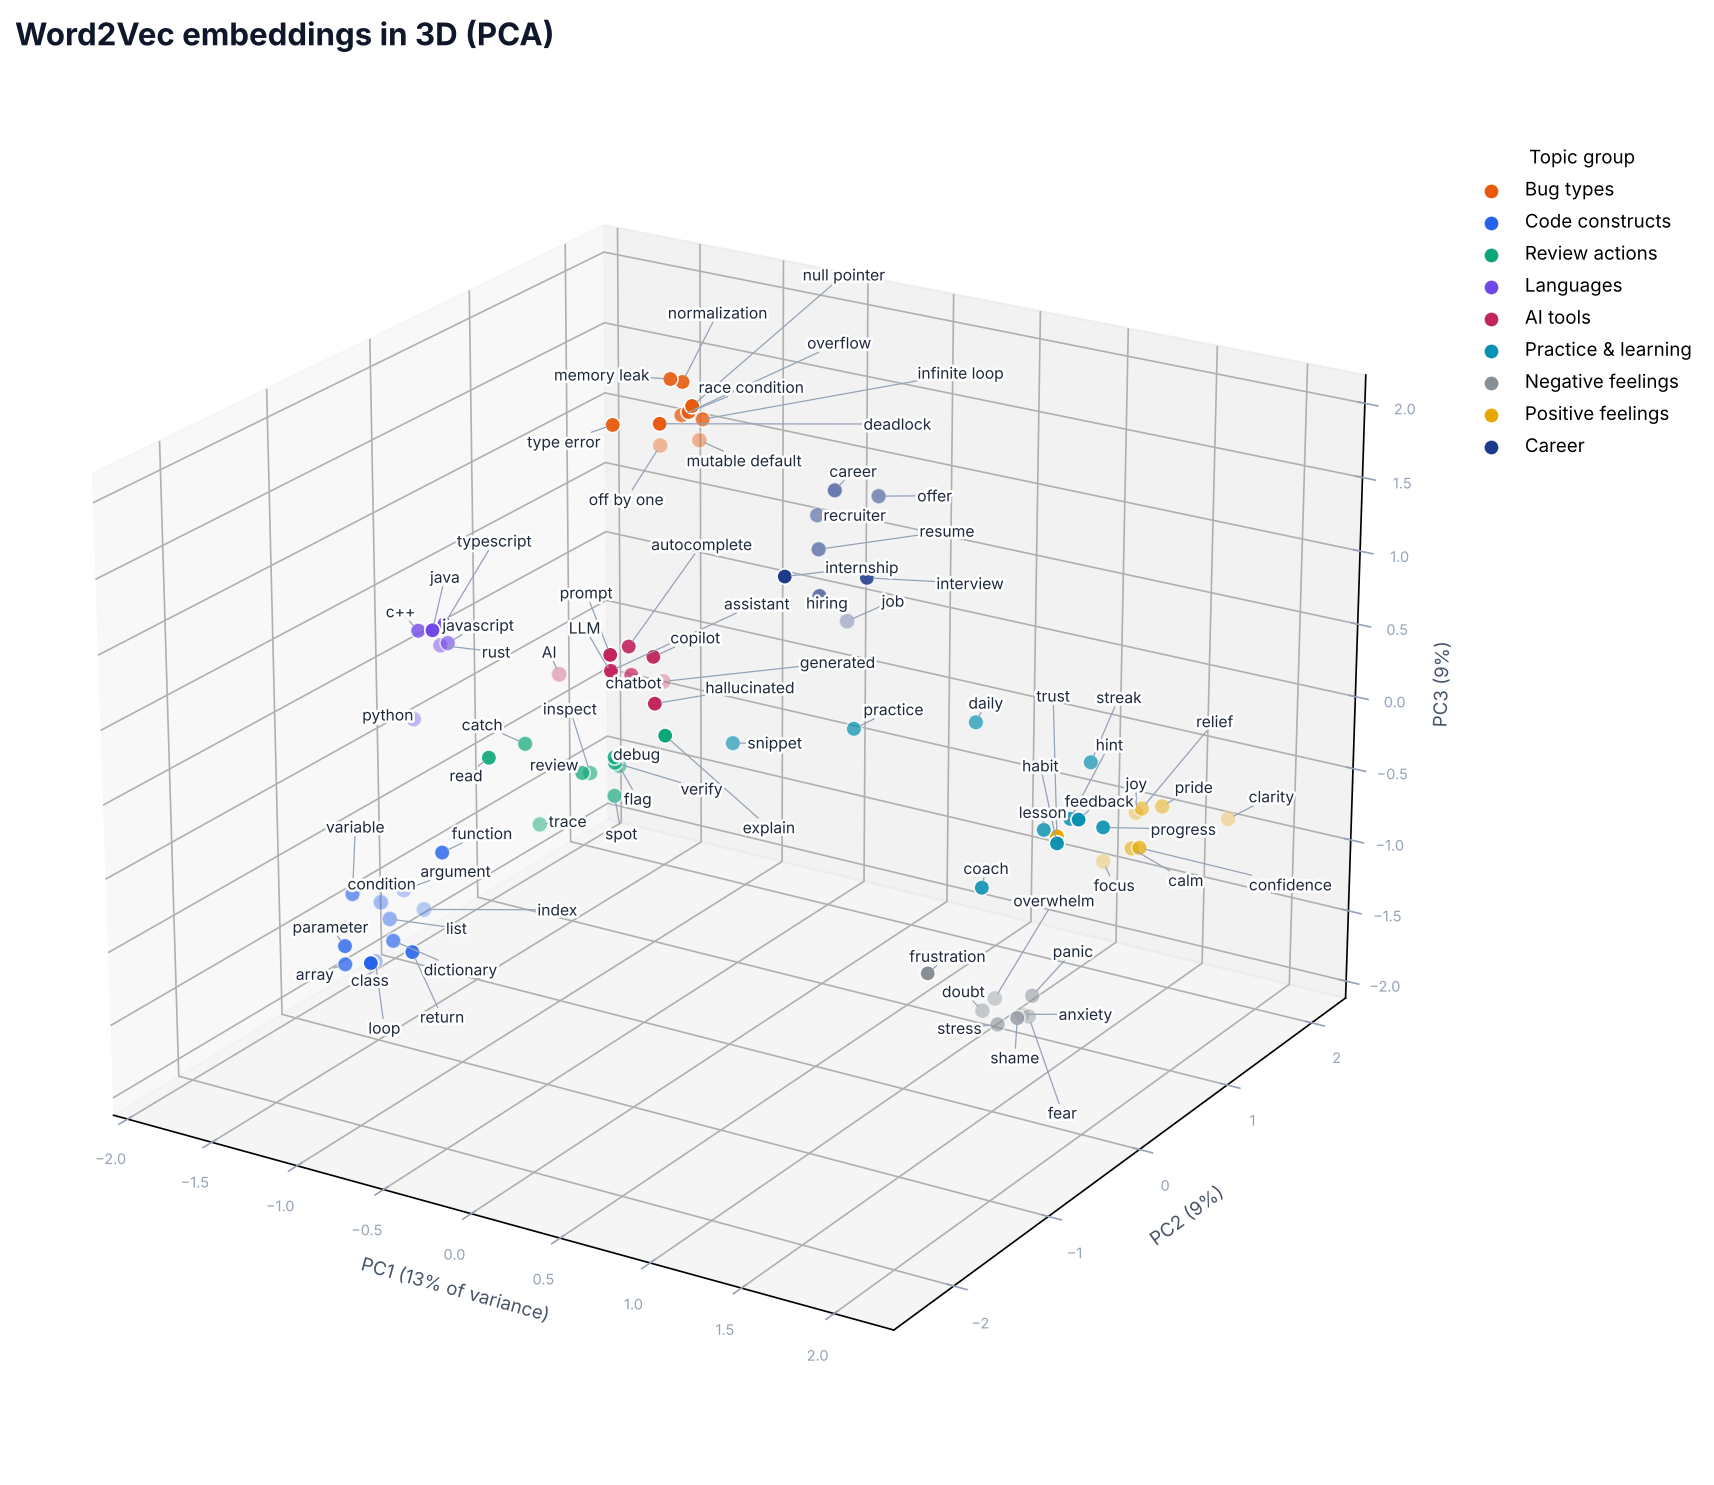 Word2Vec embeddings in 3D (PCA)
Topic group
Bug types
Code constructs
Review actions
Languages
AI tools
Practice & learning
Negative feelings
Positive feelings
Career
null pointer
normalization
overflow
memory leak
race condition
infinite loop
type error
deadlock
mutable default
off by one
career
offer
recruiter
resume
typescript
autocomplete
java
internship
interview
prompt
assistant
hiring
job
c++
javascript
LLM
copilot
rust
AI
generated
chatbot
hallucinated
python
catch
inspect
practice
daily
trust
streak
relief
snippet
hint
debug
review
read
habit
verify
flag
joy
pride
clarity
feedback
lesson
progress
trace
spot
explain
variable
function
argument
condition
coach
focus
calm
confidence
overwhelm
index
list
parameter
frustration
panic
array
class
dictionary
doubt
loop
return
stress
anxiety
shame
fear
2.0
1.5
1.0
0.5
0.0
−0.5
−1.0
−1.5
−2.0
PC3 (9%)
2
1
0
−1
−2
PC2 (9%)
−2.0
−1.5
−1.0
−0.5
0.0
0.5
1.0
1.5
2.0
PC1 (13% of variance)